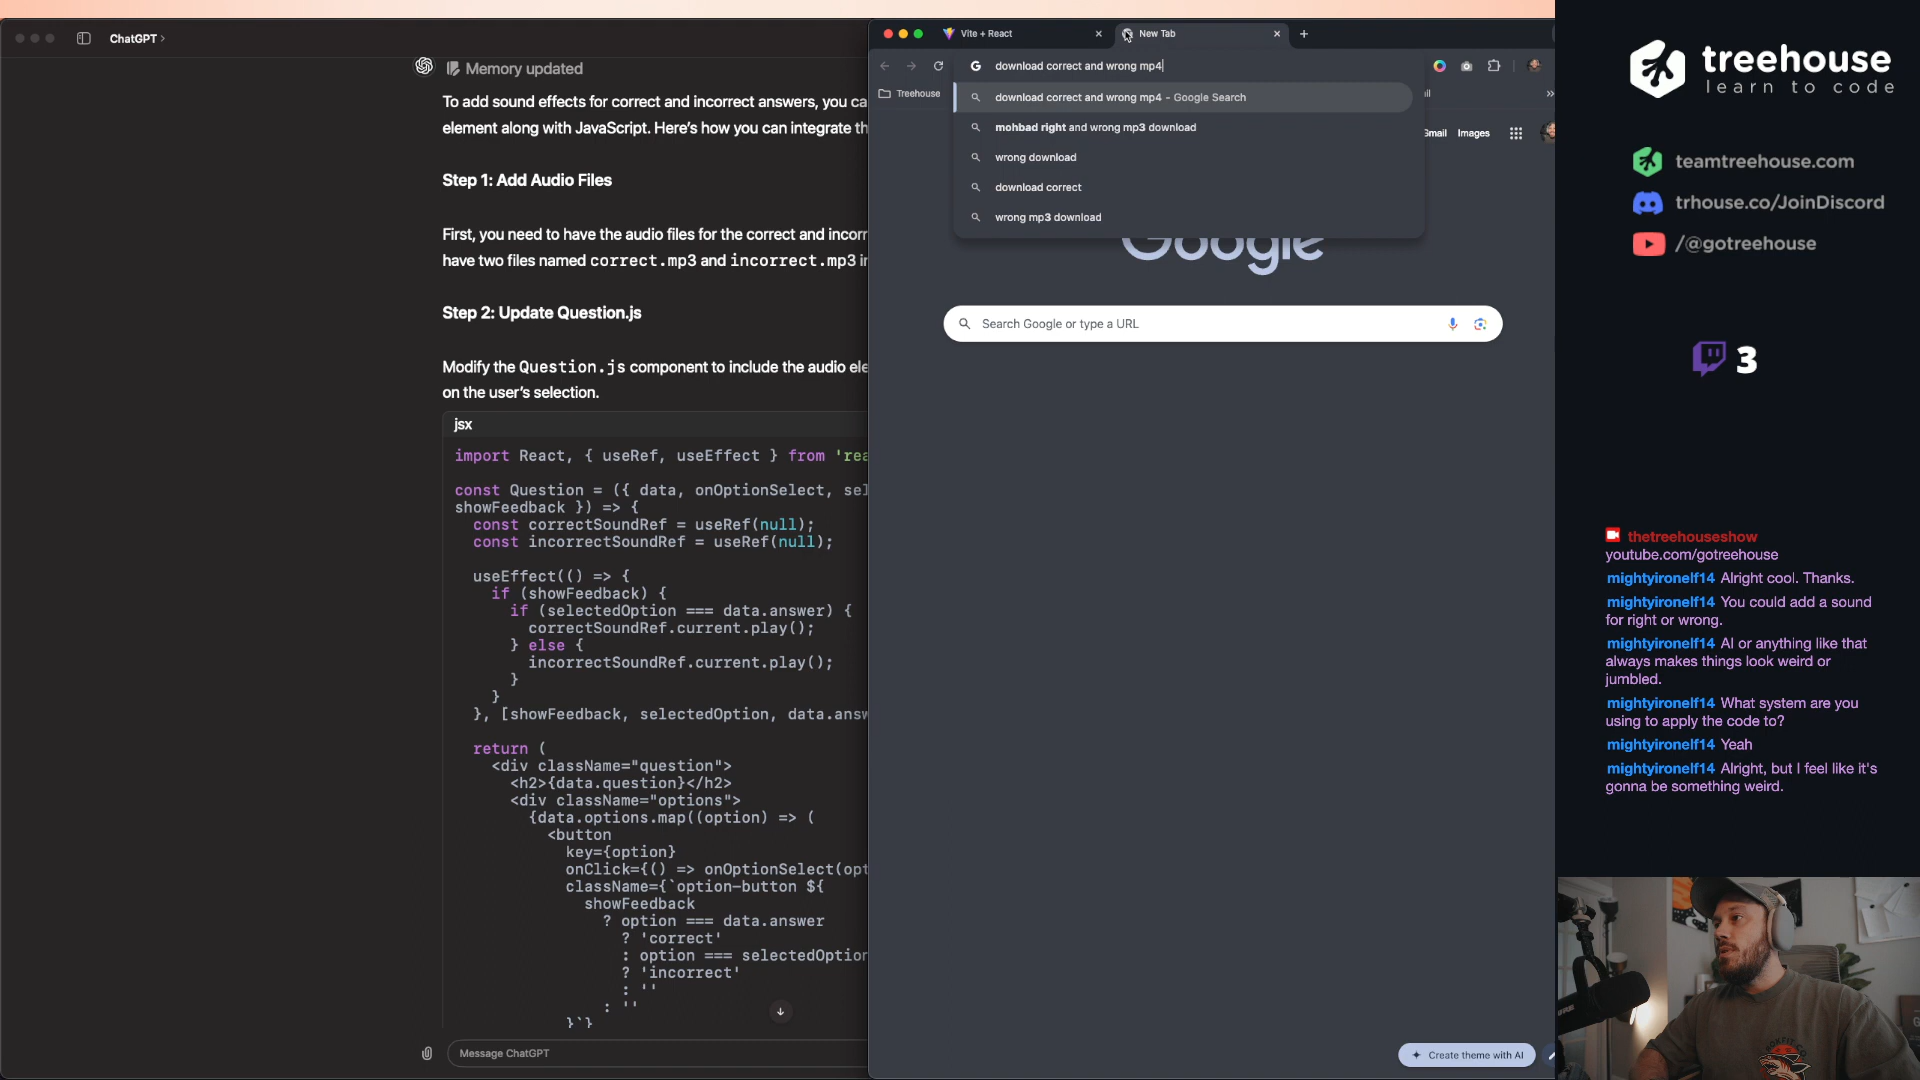 ChatGPT
Memory updated
To add sound effects for correct and incorrect answers, you ca
element along with JavaScript. Here's how you can integrate th
Step 1: Add Audio Files
First, you need to have the audio files for the correct and incorr
have two files named correct.mp3 and incorrect.mp3 i
Step 2: Update Question.js
Modify the Question.js component to include the audio ele
on the user's selection.
jsx
import React, { useRef, useEffect } from 'rea
const Question = ({ data, onOptionSelect, sel
showFeedback }) => {
const correctSoundRef = useRef(null);
const incorrectSoundRef = useRef(null);
useEffect(() => {
if (showFeedback) {
if (selectedOption === data.answer) {
correctSoundRef.current.play();
} else {
incorrectSoundRef.current.play();
}
}
}, [showFeedback, selectedOption, data.answ
return (
<div className="question">
<h2>{data.question}</h2>
<div className="options">
{data.options.map((option) => (
<button
key={option}
onClick={() => onOptionSelect(opt
className={`option-button ${
showFeedback
? option === data.answer
? 'correct'
: option === selectedOption
? 'incorrect'
: ''
: ''
}`}
Message ChatGPT
Vite + React
New Tab
download correct and wrong mp4
Treehouse
download correct and wrong mp4 - Google Search
mohbad right and wrong mp3 download
wrong download
download correct
wrong mp3 download
Gmail
Images
Google
Search Google or type a URL
Create theme with AI
treehouse
learn to code
teamtreehouse.com
trhouse.co/JoinDiscord
/@gotreehouse
3
thetreehouseshow
youtube.com/gotreehouse
mightyironelf14 Alright cool. Thanks.
mightyironelf14 You could add a sound
for right or wrong.
mightyironelf14 AI or anything like that
always makes things look weird or
jumbled.
mightyironelf14 What system are you
using to apply the code to?
mightyironelf14 Yeah
mightyironelf14 Alright, but I feel like it's
gonna be something weird.